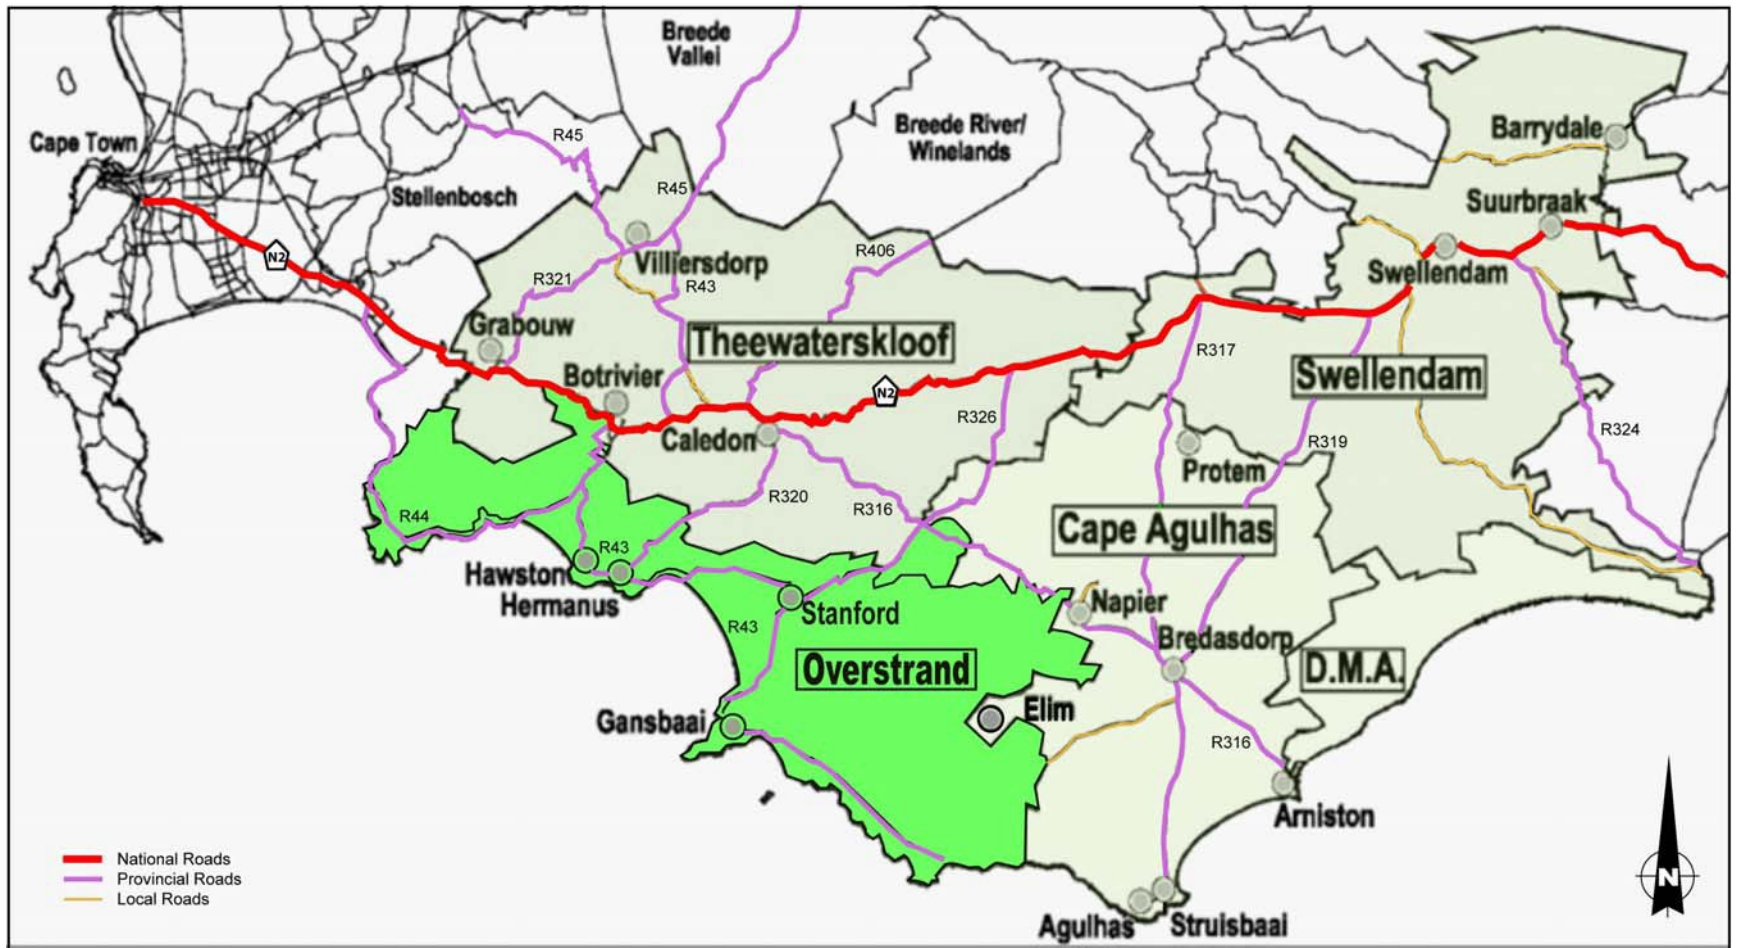 Breede
Vallei
Cape Town
R45
Breede River/
Winelands
Barrydale
Stellenbosch
R45
Suurbraak
N2
Villiersdorp
R406
Swellendam
R321
R43
Grabouw
Theewaterskloof
R317
Botrivier
Swellendam
N2
Caledon
R326
R319
R324
Protem
R320
R316
R44
Cape Agulhas
R43
Hawston
Hermanus
Stanford
Napier
R43
Bredasdorp
Overstrand
D.M.A.
Gansbaai
Elim
R316
Arniston
National Roads
Provincial Roads
Local Roads
N
Agulhas
Struisbaai